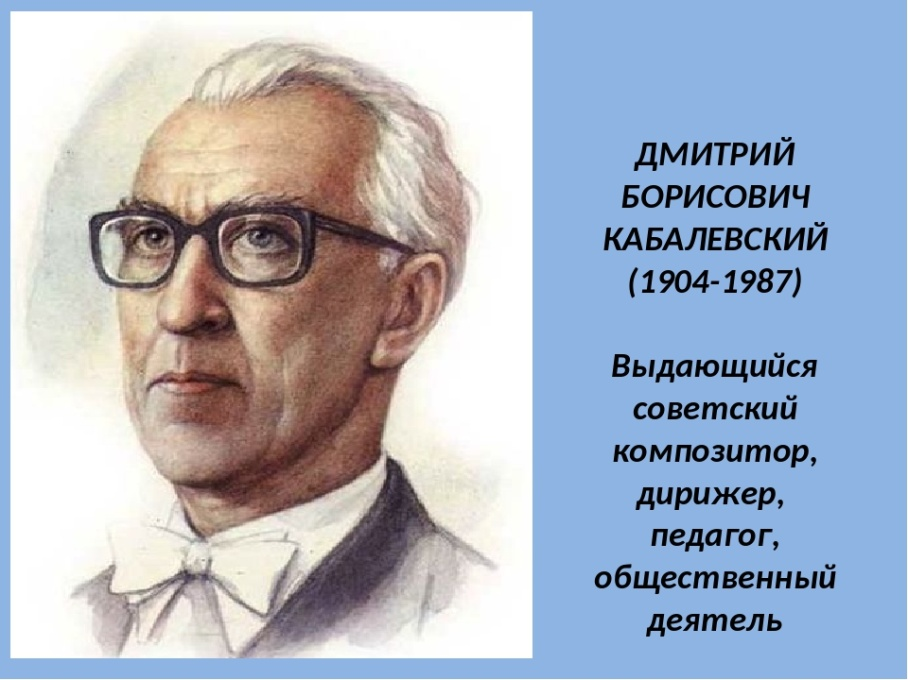 ДМИТРИЙ
БОРИСОВИЧ
КАБАЛЕВСКИЙ
(1904-1987)
Выдающийся
советский
композитор,
дирижер,
педагог,
общественный
деятель